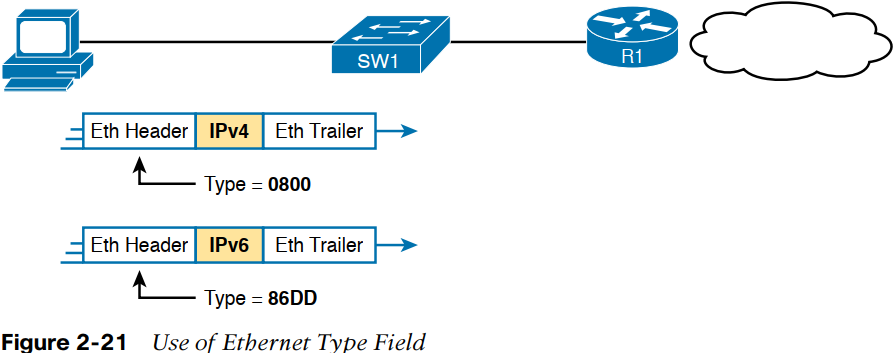 SW1
R1
Eth Header IPv4 Eth Trailer
Type = 0800
Eth Header IPv6 Eth Trailer
Type = 86DD
Figure 2-21 Use of Ethernet Type Field